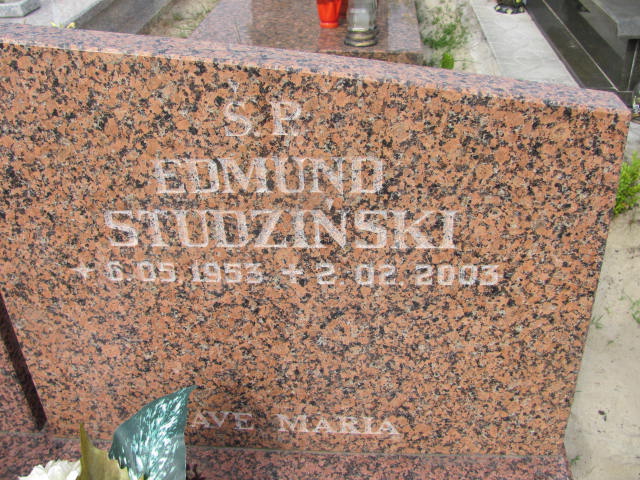 Ś.P.
EDMUND
STUDZIŃSKI
+ 6.05.1953 + 2.02.2003
AVE MARIA